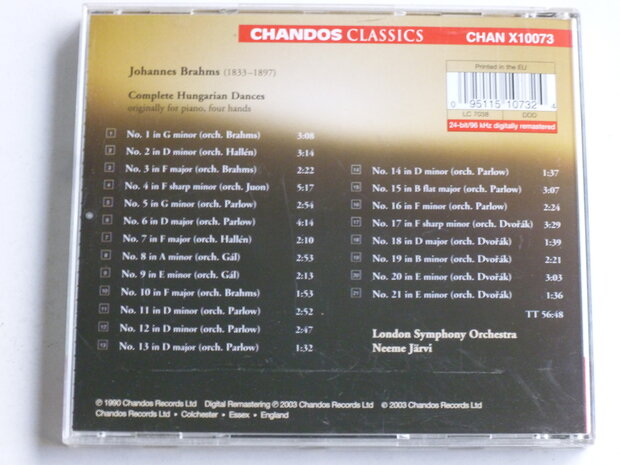 CHANDOS CLASSICS
CHAN X10073
Johannes Brahms (1833–1897)
Printed in the EU
0 95115 10732 4
LC 7038
DDD
24-bit/96 kHz digitally remastered
Complete Hungarian Dances
originally for piano, four hands
1 No. 1 in G minor (orch. Brahms) 3:08
2 No. 2 in D minor (orch. Hallén) 3:14
3 No. 3 in F major (orch. Brahms) 2:22
4 No. 4 in F sharp minor (orch. Juon) 5:17
5 No. 5 in G minor (orch. Parlow) 2:54
6 No. 6 in D major (orch. Parlow) 4:14
7 No. 7 in F major (orch. Hallén) 2:10
8 No. 8 in A minor (orch. Gál) 2:53
9 No. 9 in E minor (orch. Gál) 2:13
10 No. 10 in F major (orch. Brahms) 1:53
11 No. 11 in D minor (orch. Parlow) 2:52
12 No. 12 in D minor (orch. Parlow) 2:47
13 No. 13 in D major (orch. Parlow) 1:32
14 No. 14 in D minor (orch. Parlow) 1:37
15 No. 15 in B flat major (orch. Parlow) 3:07
16 No. 16 in F minor (orch. Parlow) 2:24
17 No. 17 in F sharp minor (orch. Dvořák) 3:29
18 No. 18 in D major (orch. Dvořák) 1:39
19 No. 19 in B minor (orch. Dvořák) 2:21
20 No. 20 in E minor (orch. Dvořák) 3:03
21 No. 21 in E minor (orch. Dvořák) 1:36
TT 56:48
London Symphony Orchestra
Neeme Järvi
℗ 1990 Chandos Records Ltd Digital Remastering ℗ 2003 Chandos Records Ltd © 2003 Chandos Records Ltd
Chandos Records Ltd • Colchester • Essex • England